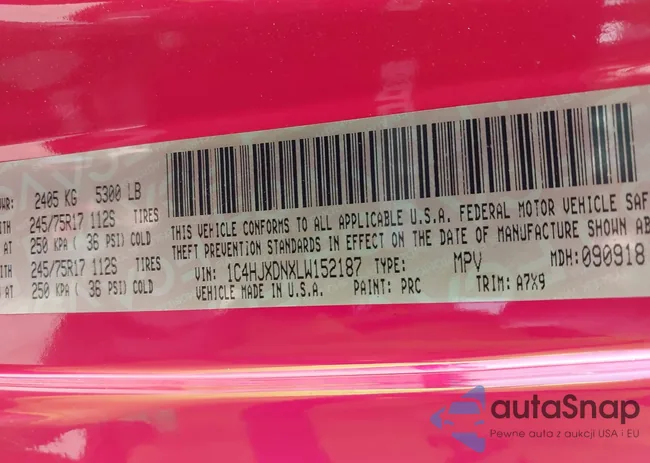 WR: 2405 KG 5300 LB
245/75R17 112S TIRES
AT 250 KPA ( 36 PSI) COLD
245/75R17 112S TIRES
AT 250 KPA ( 36 PSI) COLD
THIS VEHICLE CONFORMS TO ALL APPLICABLE U.S.A. FEDERAL MOTOR VEHICLE SAF
THEFT PREVENTION STANDARDS IN EFFECT ON THE DATE OF MANUFACTURE SHOWN AB
VIN: 1C4HJXDNXLW152187 TYPE: MPV MDH:090918
VEHICLE MADE IN U.S.A. PAINT: PRC TRIM: A7X9
autaSnap
Pewne auta z aukcji USA i EU